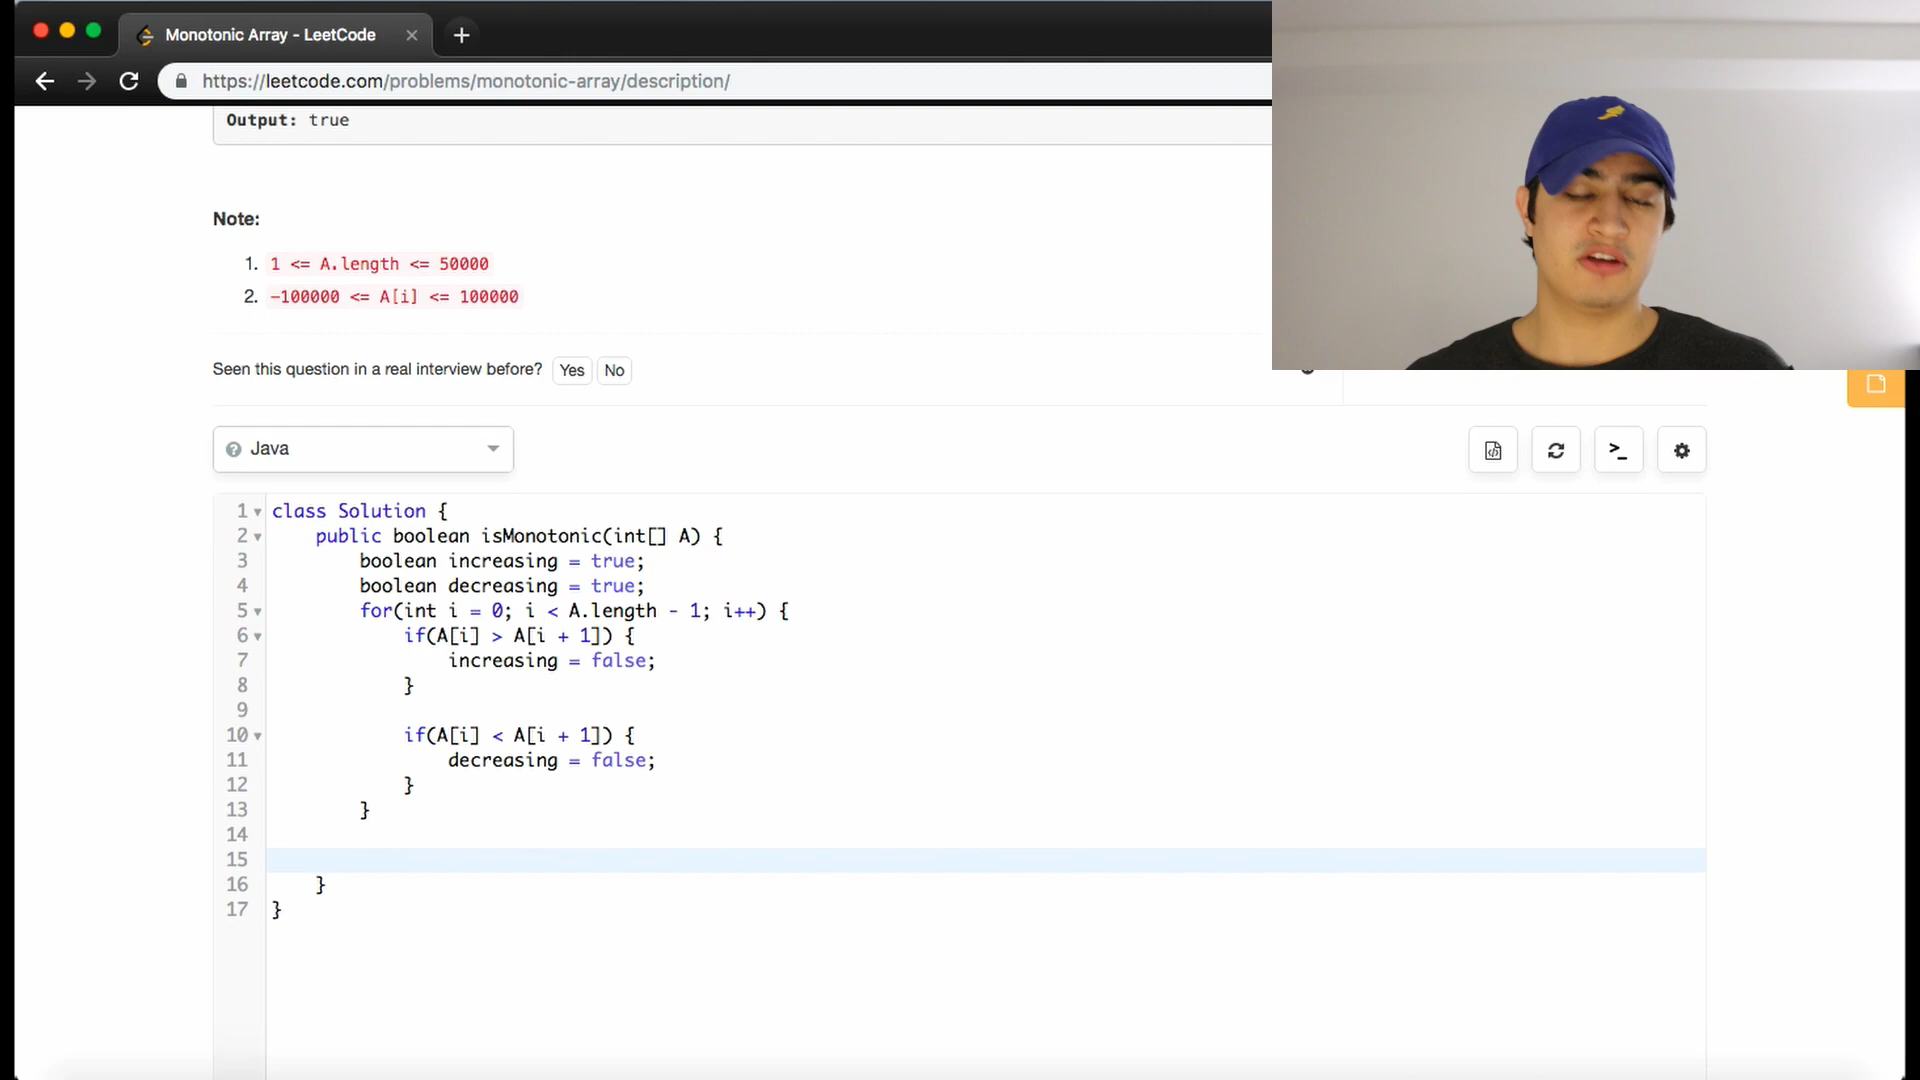 Monotonic Array - LeetCode
https://leetcode.com/problems/monotonic-array/description/
Output: true
Note:
1. 1 <= A.length <= 50000
2. -100000 <= A[i] <= 100000
Seen this question in a real interview before? Yes No
Java
>_
1 class Solution {
2 public boolean isMonotonic(int[] A) {
3 boolean increasing = true;
4 boolean decreasing = true;
5 for(int i = 0; i < A.length - 1; i++) {
6 if(A[i] > A[i + 1]) {
7 increasing = false;
8 }
9
10 if(A[i] < A[i + 1]) {
11 decreasing = false;
12 }
13 }
14
15
16 }
17 }